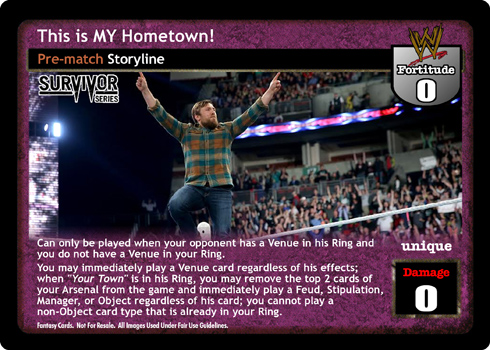 This is MY Hometown!
Pre-match Storyline
W
Fortitude
0
SURVIVOR
SERIES
Can only be played when your opponent has a Venue in his Ring and
you do not have a Venue in your Ring.
unique
You may immediately play a Venue card regardless of his effects;
when "Your Town" is in his Ring, you may remove the top 2 cards of
your Arsenal from the game and immediately play a Feud, Stipulation,
Manager, or Object regardless of his card; you cannot play a
non-Object card type that is already in your Ring.
Damage
0
Fantasy Cards. Not For Resale. All Images Used Under Fair Use Guidelines.